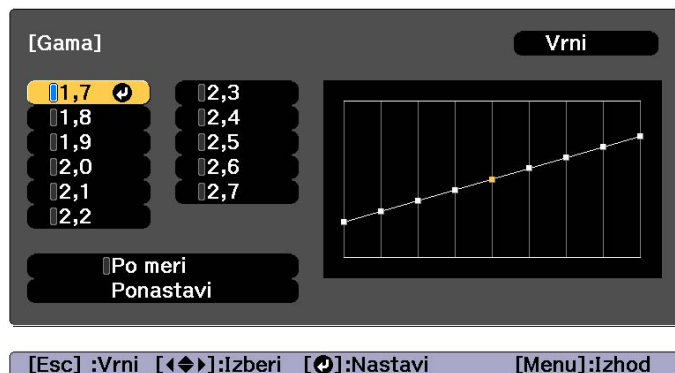 [Gama] Vrni
1,7 2,3
1,8 2,4
1,9 2,5
2,0 2,6
2,1 2,7
2,2
Po meri
Ponastavi
[Esc] :Vrni []:Izberi []:Nastavi [Menu]:Izhod